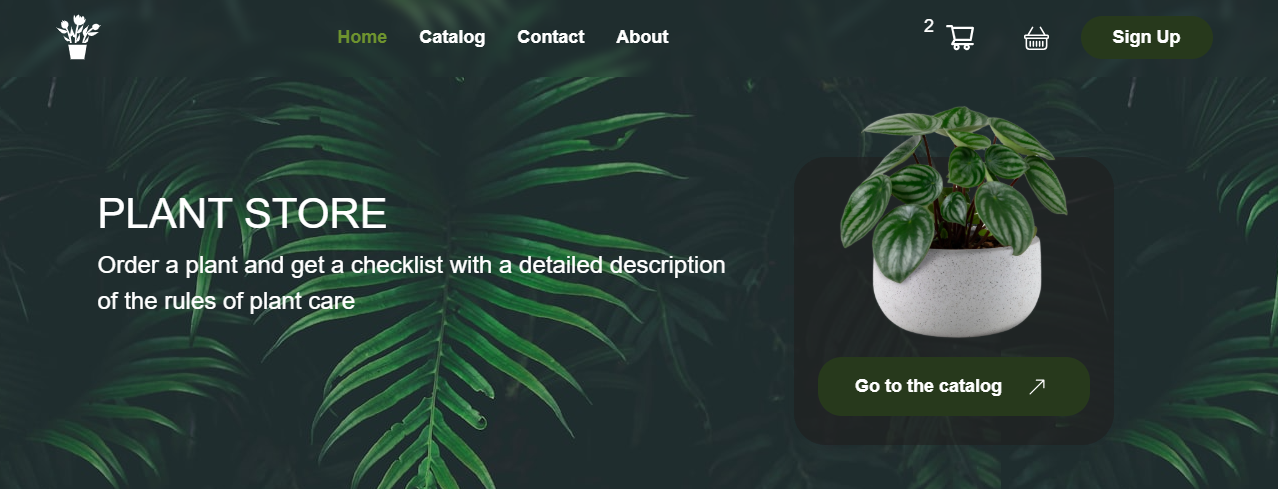 Home Catalog Contact About 2 Sign Up
PLANT STORE
Order a plant and get a checklist with a detailed description
of the rules of plant care
Go to the catalog